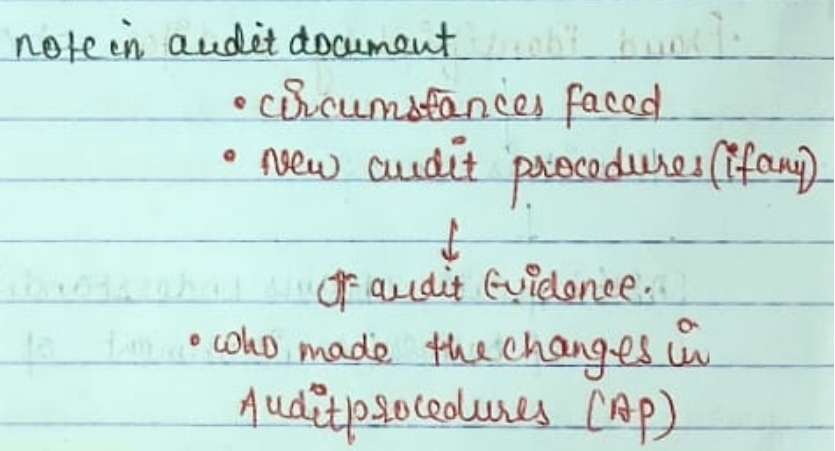 note in audit document
• circumstances faced
• New audit procedures (if any)
↓
of audit Evidence.
• who made the changes in
Audit procedures (AP)